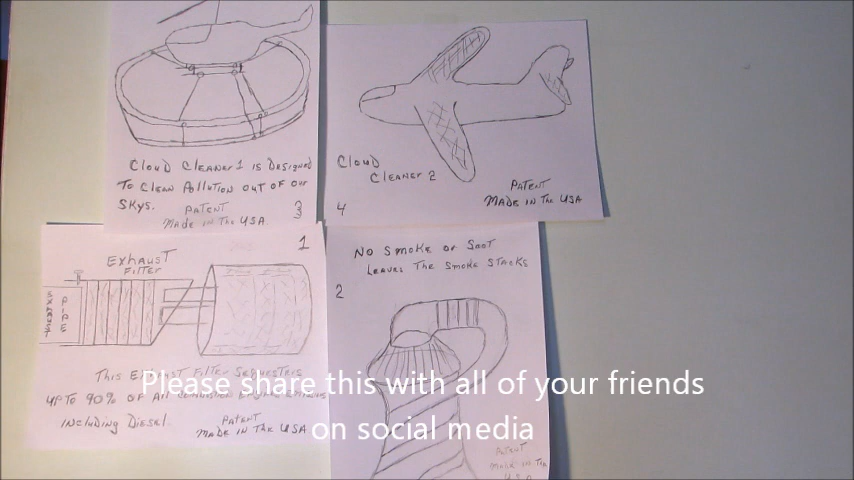 Cloud Cleaner 1 is Designed
To Clean Pollution out of our
Skys.
PATENT
Made in The USA.
3
Cloud
Cleaner 2
4
PATENT
Made in The USA
1
Exhaust
Filter
EXHAUST
PIPE
This Exhaust Filter
up to 90% of All Combustion Engine
including Diesel.
PATENT
Made in The USA
No Smoke or Soot
Leaves The Smoke Stacks
2
PATENT
Made in The
Please share this with all of your friends
on social media